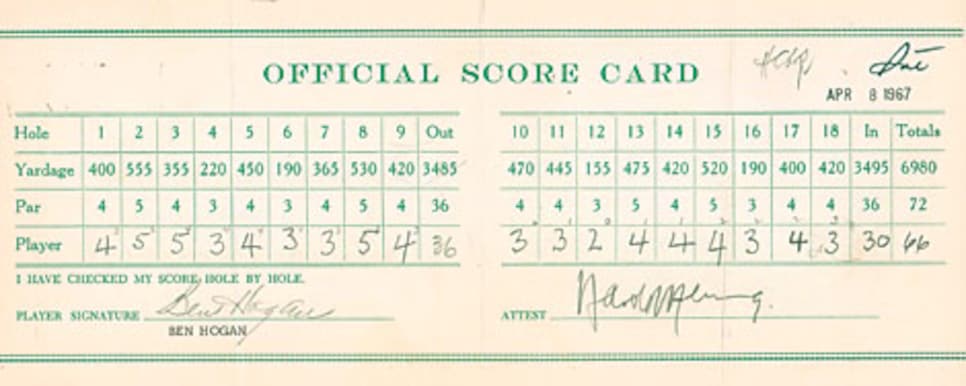 OFFICIAL SCORE CARD
APR 8 1967
Hole 1 2 3 4 5 6 7 8 9 Out 10 11 12 13 14 15 16 17 18 In Totals
Yardage 400 555 355 220 450 190 365 530 420 3485 470 445 155 475 420 520 190 400 420 3495 6980
Par 4 5 4 3 4 3 4 5 4 36 4 4 3 5 4 5 3 4 4 36 72
Player 4 5 5 3 4 3 3 5 4 36 3 3 2 4 4 4 3 4 3 30 66
I HAVE CHECKED MY SCORE HOLE BY HOLE.
PLAYER SIGNATURE Ben Hogan ATTEST
BEN HOGAN